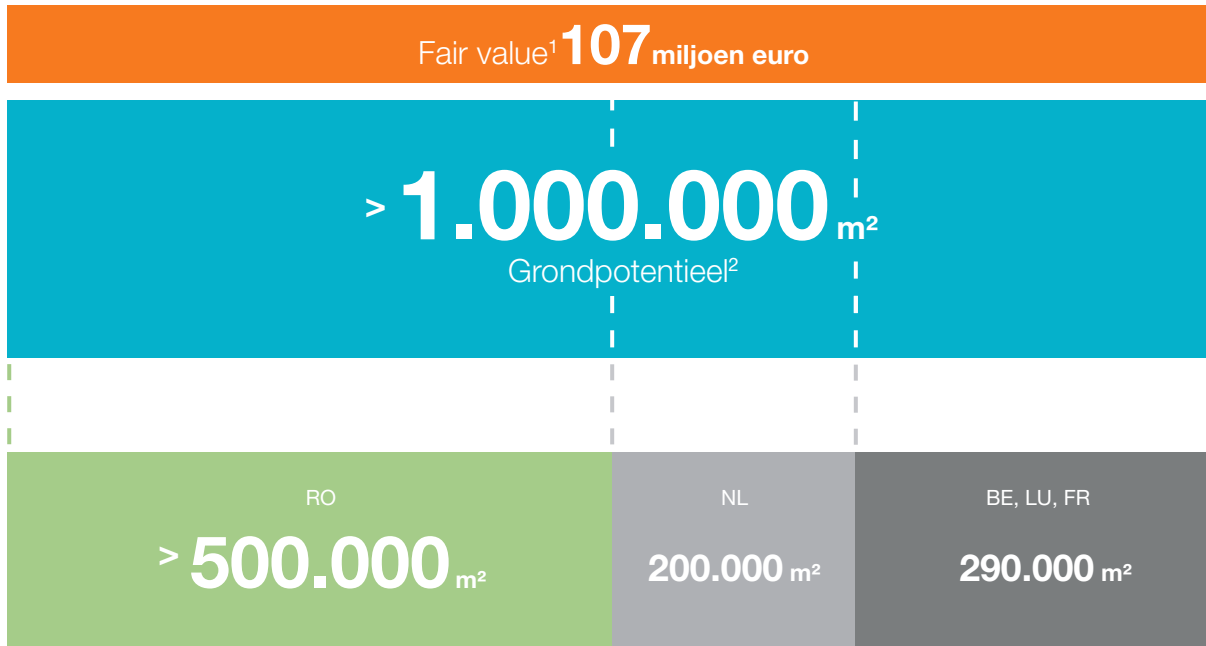 Fair value¹ 107 miljoen euro
> 1.000.000 m²
Grondpotentieel²
RO
> 500.000 m²
NL
200.000 m²
BE, LU, FR
290.000 m²